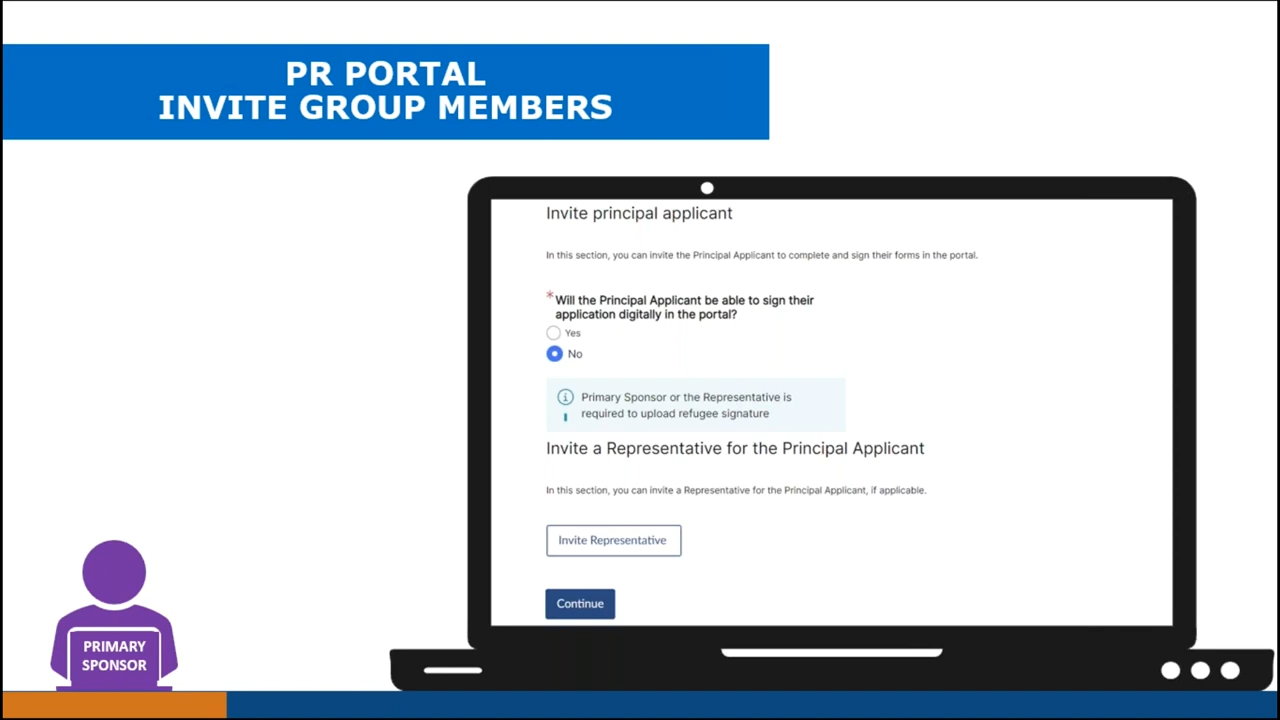 PR PORTAL
INVITE GROUP MEMBERS
Invite principal applicant
In this section, you can invite the Principal Applicant to complete and sign their forms in the portal.
* Will the Principal Applicant be able to sign their
application digitally in the portal?
Yes
No
Primary Sponsor or the Representative is
required to upload refugee signature
Invite a Representative for the Principal Applicant
In this section, you can invite a Representative for the Principal Applicant, if applicable.
Invite Representative
Continue
PRIMARY
SPONSOR